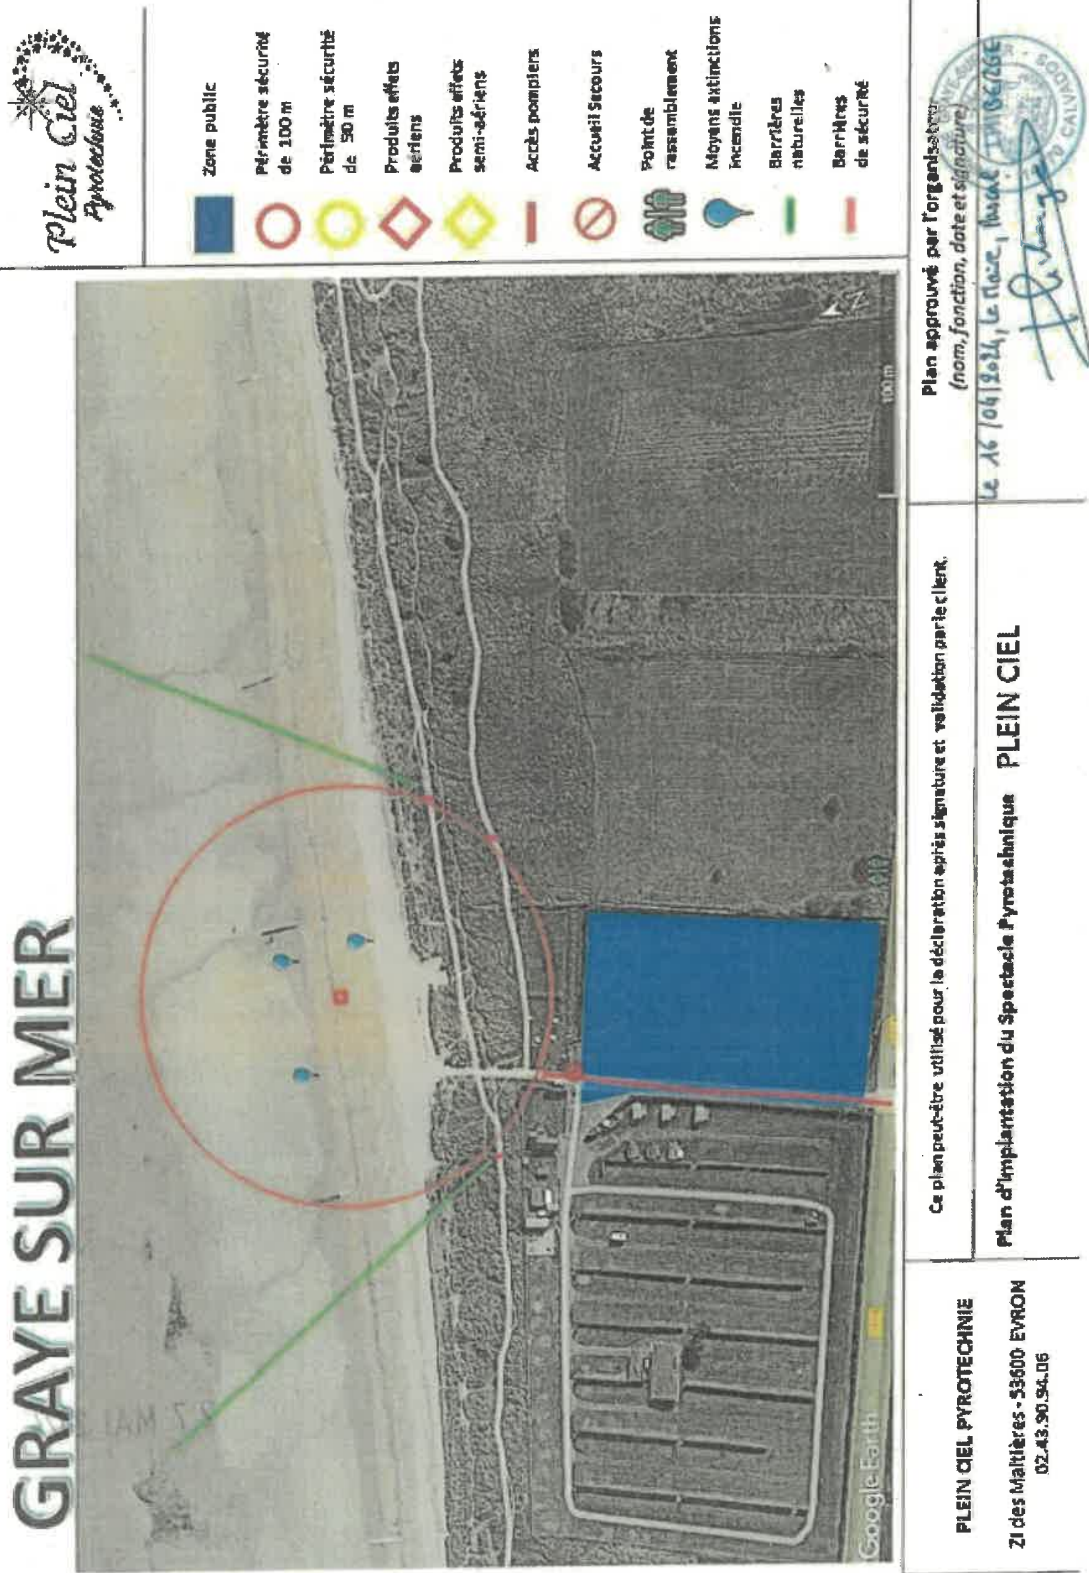 GRAYE SUR MER
Plein Ciel
Pyrotechnie
Zone public
Périmètre sécurité
de 100 m
Périmètre sécurité
de 50 m
Produits effets
aériens
Produits effets
semi-aériens
Accès pompiers
Accueil Secours
Point de
rassemblement
Moyens extinctions
incendie
Barrières
naturelles
Barrières
de sécurité
Google Earth
100 m
N
PLEIN CIEL PYROTECHNIE
ZI des Maltières - 53600 EVRON
02.43.90.94.06
Ce plan peut-être utilisé pour la déclaration après signature et validation par le client.
Plan d'Implantation du Spectacle Pyrotechnique PLEIN CIEL
Plan approuvé par l'organisateur
(nom, fonction, date et signature)
Le 16/04/2024, Le Maire, Pascal THIBERGE